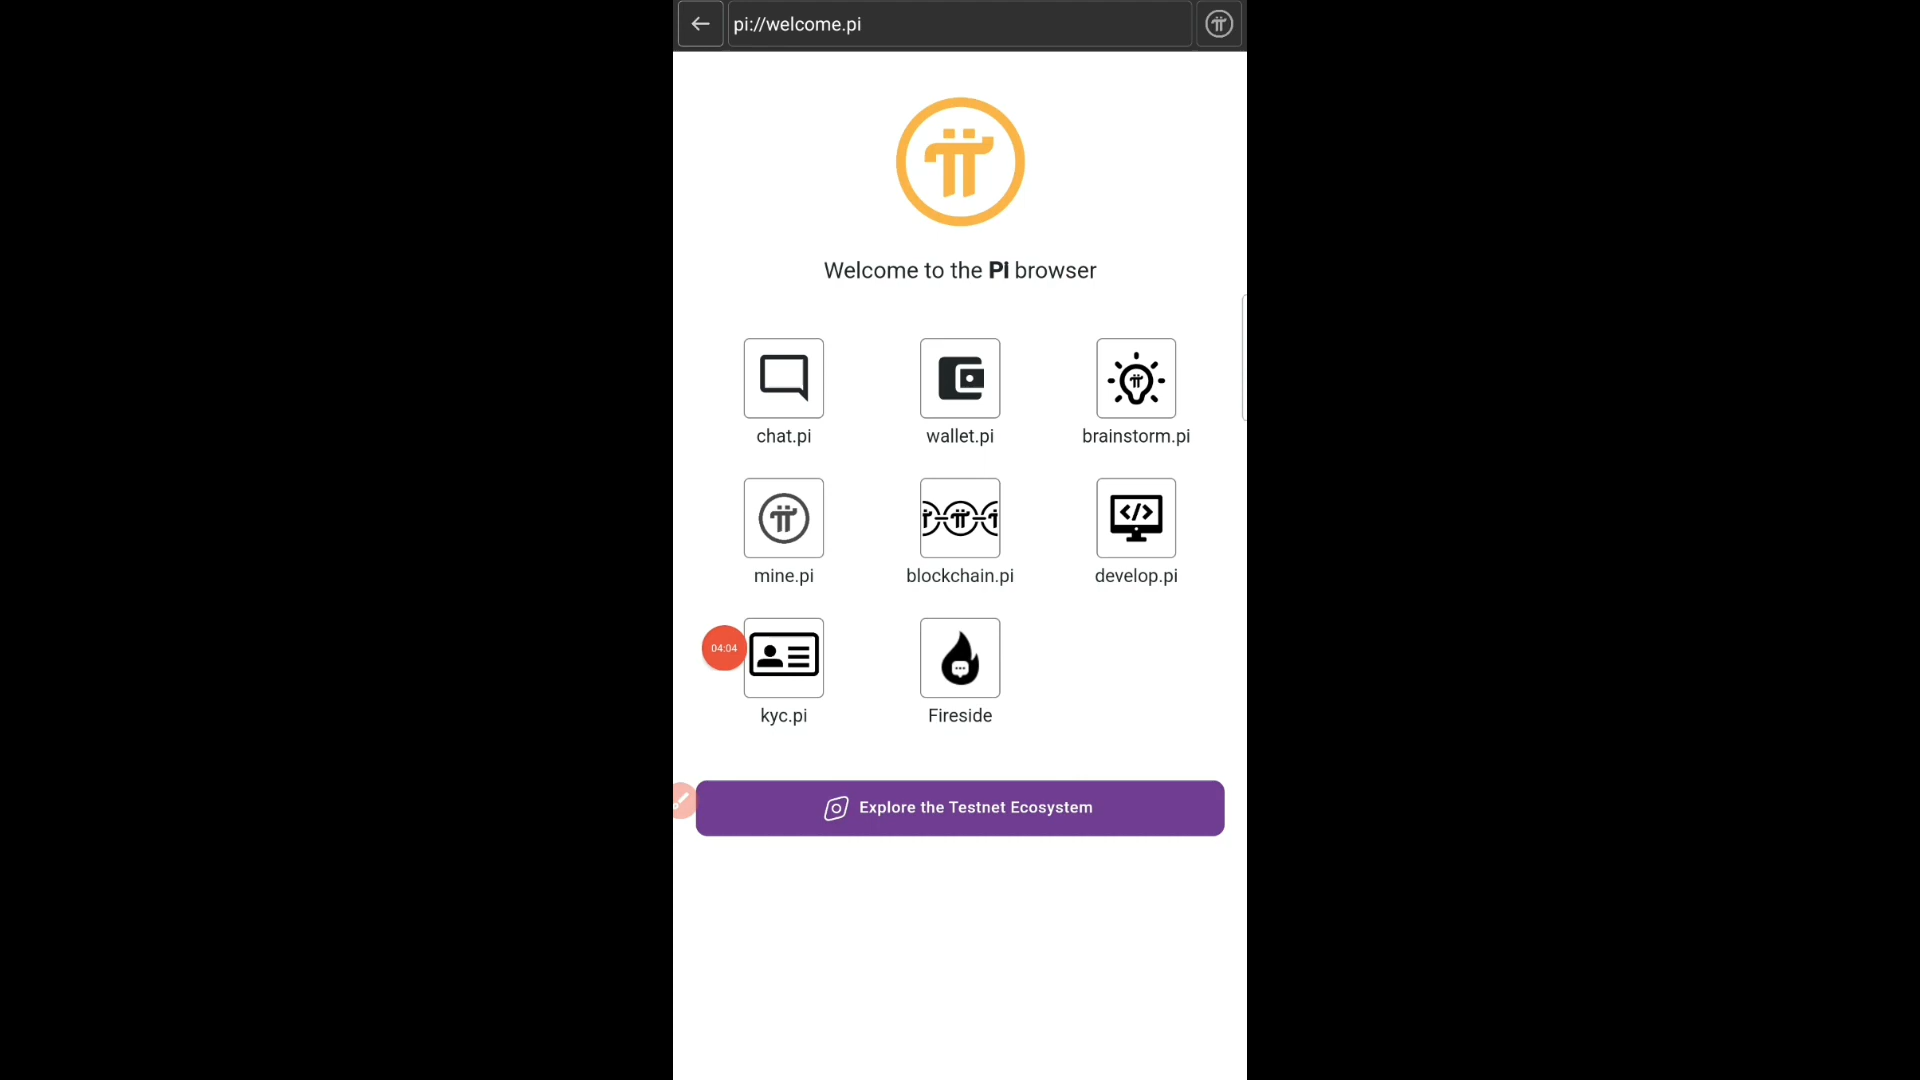 pi://welcome.pi
Welcome to the Pi browser
chat.pi
wallet.pi
brainstorm.pi
mine.pi
blockchain.pi
develop.pi
04:04
kyc.pi
Fireside
Explore the Testnet Ecosystem